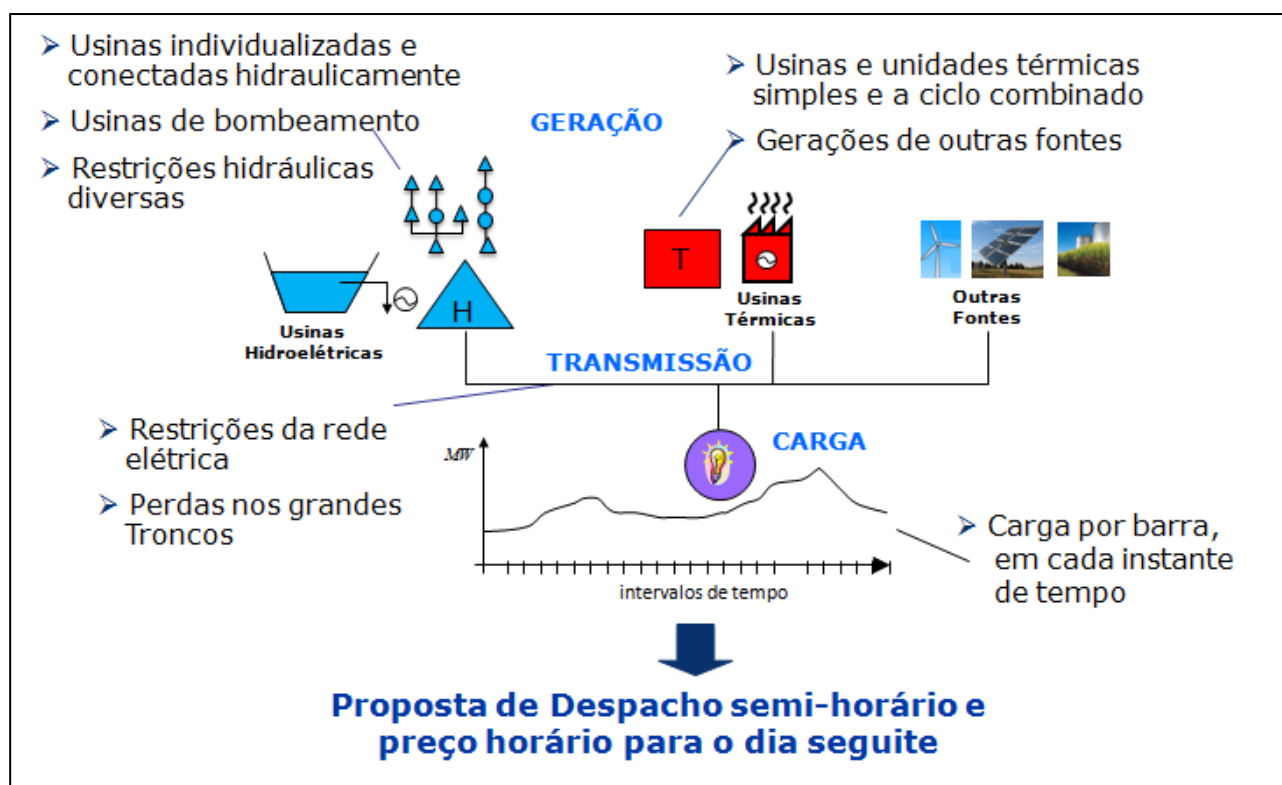 ➢ Usinas individualizadas e
conectadas hidraulicamente
➢ Usinas de bombeamento
➢ Restrições hidráulicas
diversas
GERAÇÃO
➢ Usinas e unidades térmicas
simples e a ciclo combinado
➢ Gerações de outras fontes
T
H
Usinas
Hidroelétricas
Usinas
Térmicas
Outras
Fontes
TRANSMISSÃO
➢ Restrições da rede
elétrica
➢ Perdas nos grandes
Troncos
MW
CARGA
intervalos de tempo
➢ Carga por barra,
em cada instante
de tempo
Proposta de Despacho semi-horário e
preço horário para o dia seguite